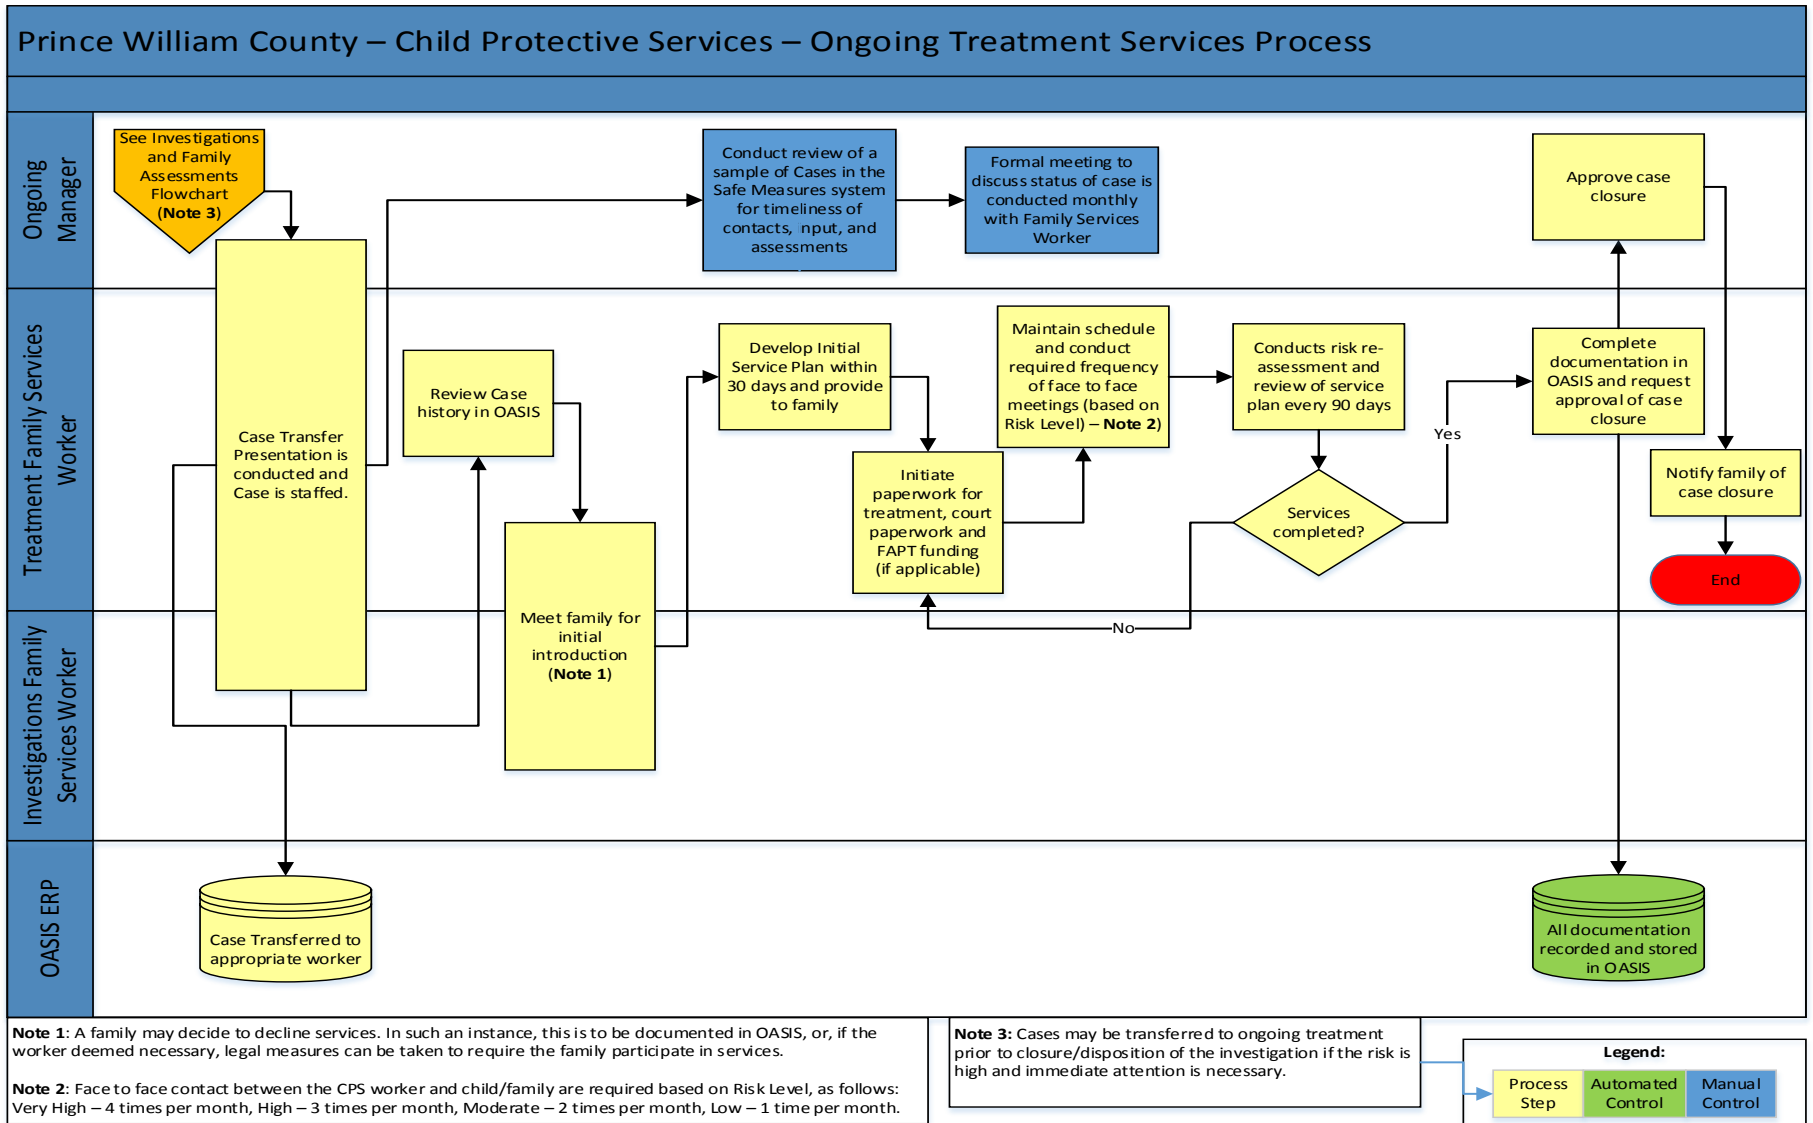 Prince William County – Child Protective Services – Ongoing Treatment Services Process
Ongoing
Manager
See Investigations
and Family
Assessments
Flowchart
(Note 3)
Conduct review of a
sample of Cases in the
Safe Measures system
for timeliness of
contacts, input, and
assessments
Formal meeting to
discuss status of case is
conducted monthly
with Family Services
Worker
Approve case
closure
Treatment Family Services
Worker
Case Transfer
Presentation is
conducted and
Case is staffed.
Review Case
history in OASIS
Meet family for
initial
introduction
(Note 1)
Develop Initial
Service Plan within
30 days and provide
to family
Initiate
paperwork for
treatment, court
paperwork and
FAPT funding
(if applicable)
Maintain schedule
and conduct
required frequency
of face to face
meetings (based on
Risk Level) – Note 2)
Conducts risk re-
assessment and
review of service
plan every 90 days
Services
completed?
Yes
No
Complete
documentation in
OASIS and request
approval of case
closure
Notify family of
case closure
End
Investigations Family
Services Worker
OASIS ERP
Case Transferred to
appropriate worker
All documentation
recorded and stored
in OASIS
Note 1: A family may decide to decline services. In such an instance, this is to be documented in OASIS, or, if the
worker deemed necessary, legal measures can be taken to require the family participate in services.
Note 2: Face to face contact between the CPS worker and child/family are required based on Risk Level, as follows:
Very High – 4 times per month, High – 3 times per month, Moderate – 2 times per month, Low – 1 time per month.
Note 3: Cases may be transferred to ongoing treatment
prior to closure/disposition of the investigation if the risk is
high and immediate attention is necessary.
Legend:
Process
Step
Automated
Control
Manual
Control